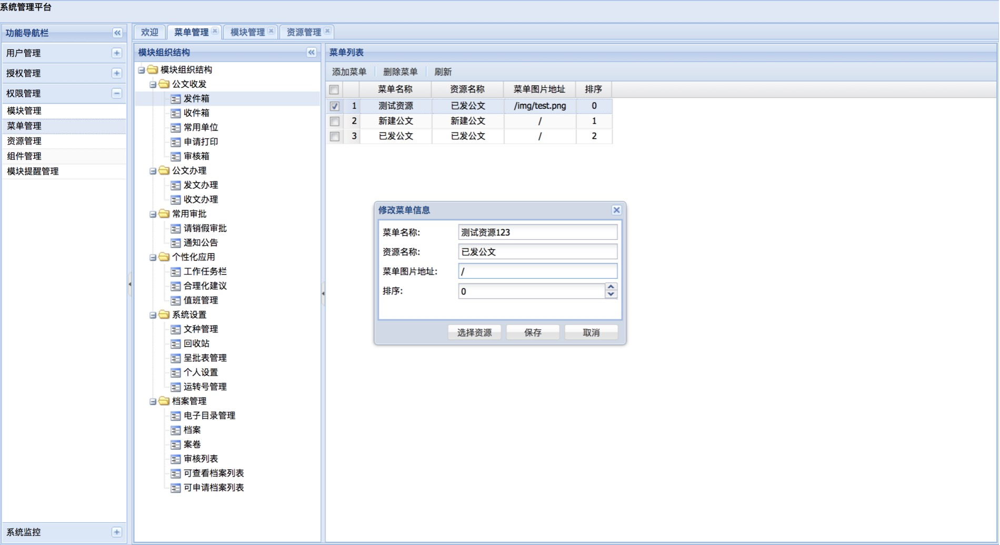 系统管理平台
功能导航栏
用户管理
授权管理
权限管理
模块管理
菜单管理
资源管理
组件管理
模块提醒管理
系统监控
欢迎 菜单管理 模块管理 资源管理
模块组织结构
模块组织结构
公文收发
发件箱
收件箱
常用单位
申请打印
审核箱
公文办理
发文办理
收文办理
常用审批
请销假审批
通知公告
个性化应用
工作任务栏
合理化建议
值班管理
系统设置
文种管理
回收站
呈批表管理
个人设置
运转号管理
档案管理
电子目录管理
档案
案卷
审核列表
可查看档案列表
可申请档案列表
菜单列表
添加菜单 删除菜单 刷新
菜单名称 资源名称 菜单图片地址 排序
1 测试资源 已发公文 /img/test.png 0
2 新建公文 新建公文 / 1
3 已发公文 已发公文 / 2
修改菜单信息
菜单名称: 测试资源123
资源名称: 已发公文
菜单图片地址: /
排序: 0
选择资源 保存 取消